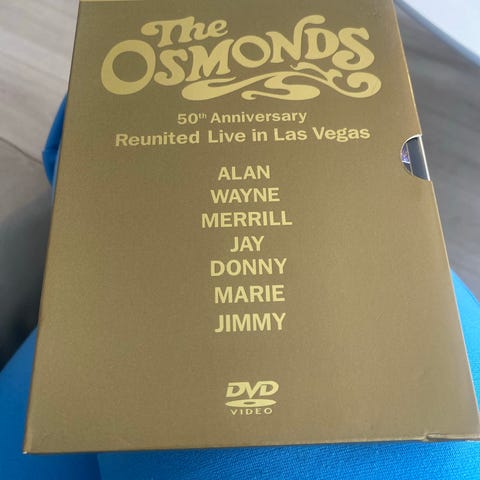 The
OSMONDS
50th Anniversary
Reunited Live in Las Vegas
ALAN
WAYNE
MERRILL
JAY
DONNY
MARIE
JIMMY
DVD
VIDEO